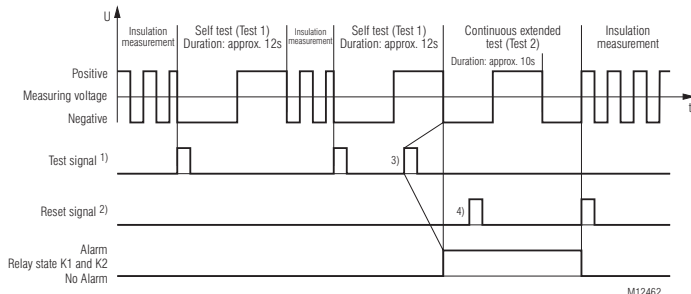 U
Insulation
measurement
Self test (Test 1)
Duration: approx. 12s
Insulation
measurement
Self test (Test 1)
Duration: approx. 12s
Continuous extended
test (Test 2)
Duration: approx. 10s
Insulation
measurement
Positive
Measuring voltage
Negative
t
Test signal 1)
3)
Reset signal 2)
4)
Alarm
Relay state K1 and K2
No Alarm
M12462